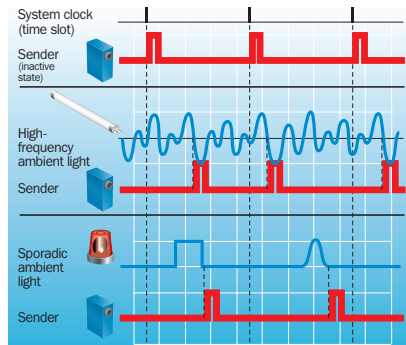 System clock
(time slot)
Sender
(inactive
state)
High-
frequency
ambient light
Sender
Sporadic
ambient
light
Sender